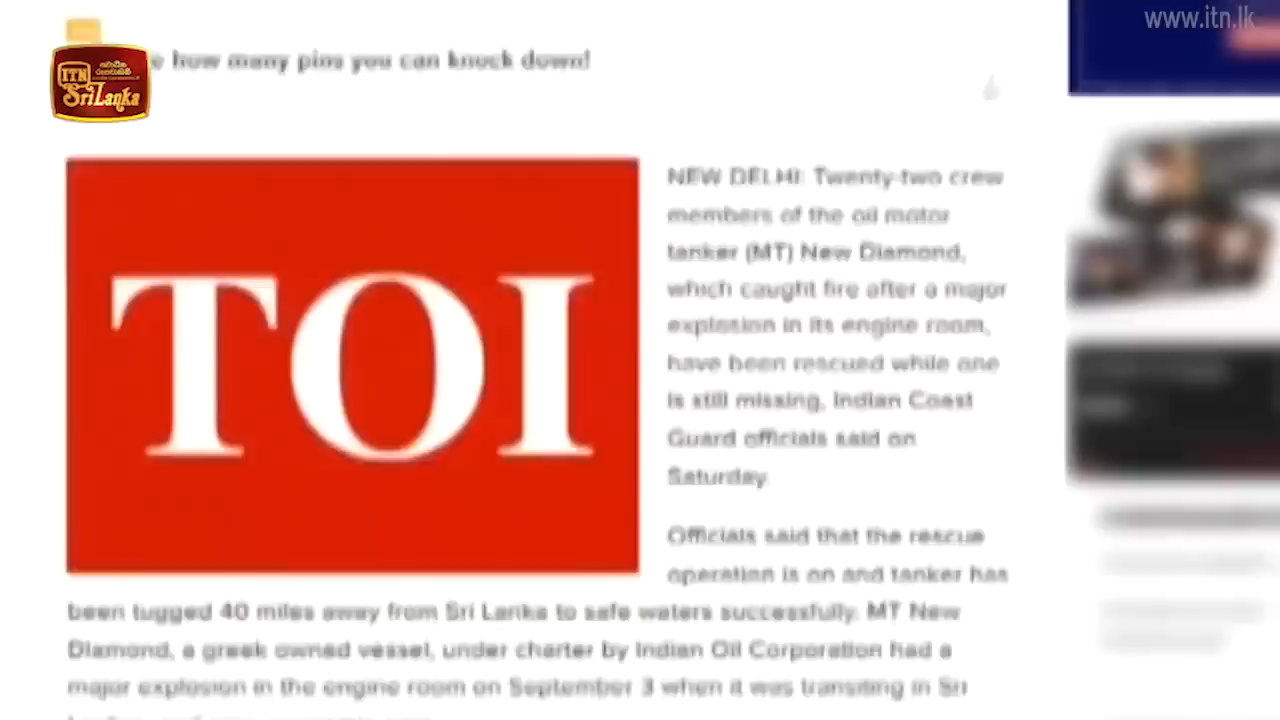 www.itn.lk
how many pins you can knock down!
ITN
SriLanka
TOI
NEW DELHI: Twenty-two crew
members of the oil motor
tanker (MT) New Diamond,
which caught fire after a major
explosion in its engine room,
have been rescued while one
is still missing, Indian Coast
Guard officials said on
Saturday.
Officials said that the rescue
operation is on and tanker has
been tugged 40 miles away from Sri Lanka to safe waters successfully. MT New
Diamond, a greek owned vessel, under charter by Indian Oil Corporation had a
major explosion in the engine room on September 3 when it was transiting in Sri